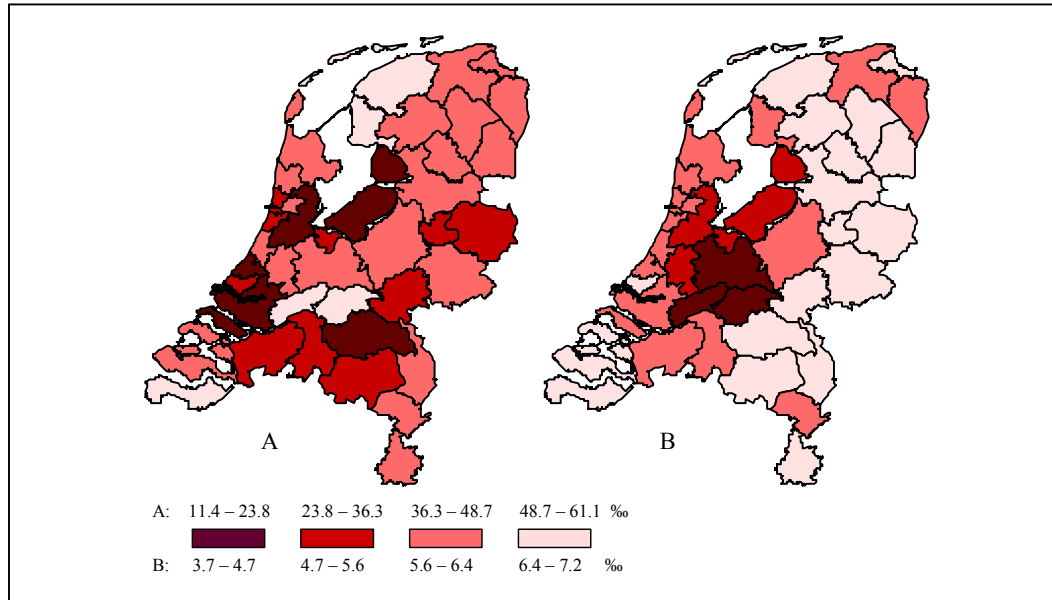 A B
A: 11.4 – 23.8 23.8 – 36.3 36.3 – 48.7 48.7 – 61.1 ‰
B: 3.7 – 4.7 4.7 – 5.6 5.6 – 6.4 6.4 – 7.2 ‰